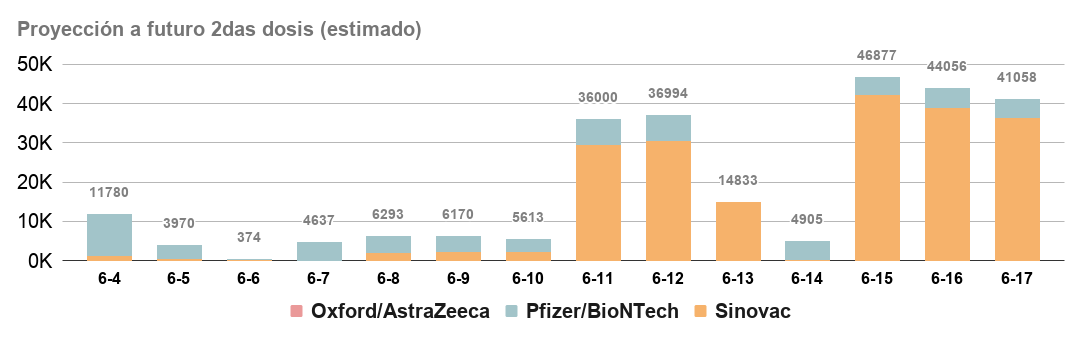 Proyección a futuro 2das dosis (estimado)
50K
40K
30K
20K
10K
0K
11780
3970
374
4637
6293
6170
5613
36000
36994
14833
4905
46877
44056
41058
6-4 6-5 6-6 6-7 6-8 6-9 6-10 6-11 6-12 6-13 6-14 6-15 6-16 6-17
Oxford/AstraZeeca Pfizer/BioNTech Sinovac